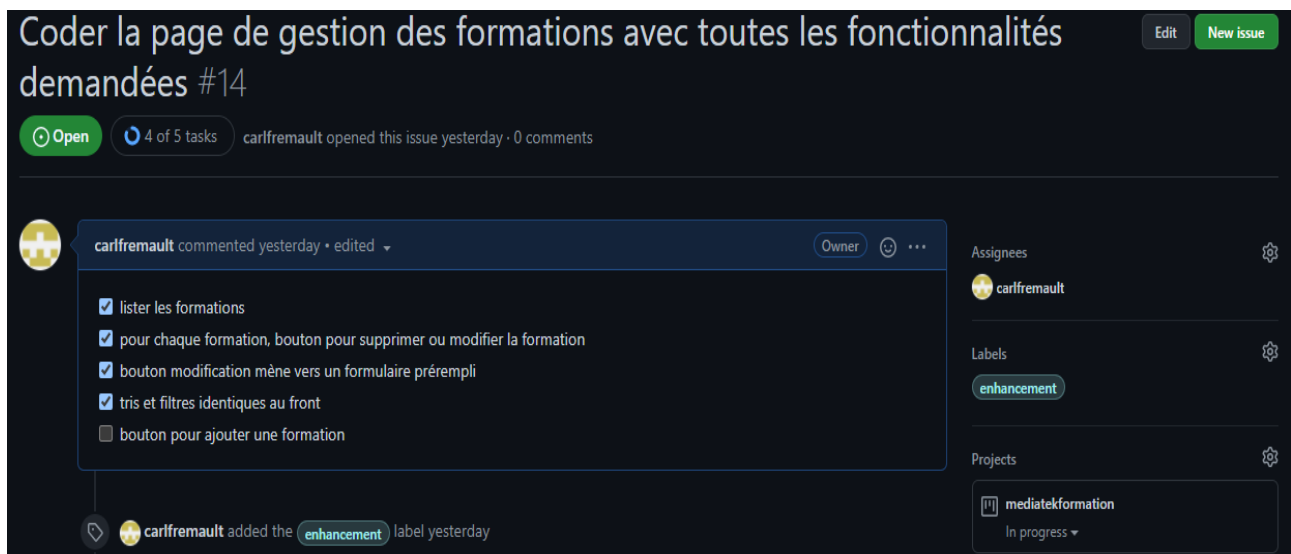 Coder la page de gestion des formations avec toutes les fonctionnalités
demandées #14
Edit
New issue
Open
4 of 5 tasks
carlfremault opened this issue yesterday · 0 comments
carlfremault commented yesterday • edited
Owner
lister les formations
pour chaque formation, bouton pour supprimer ou modifier la formation
bouton modification mène vers un formulaire prérempli
tris et filtres identiques au front
bouton pour ajouter une formation
carlfremault added the enhancement label yesterday
Assignees
carlfremault
Labels
enhancement
Projects
mediatekformation
In progress